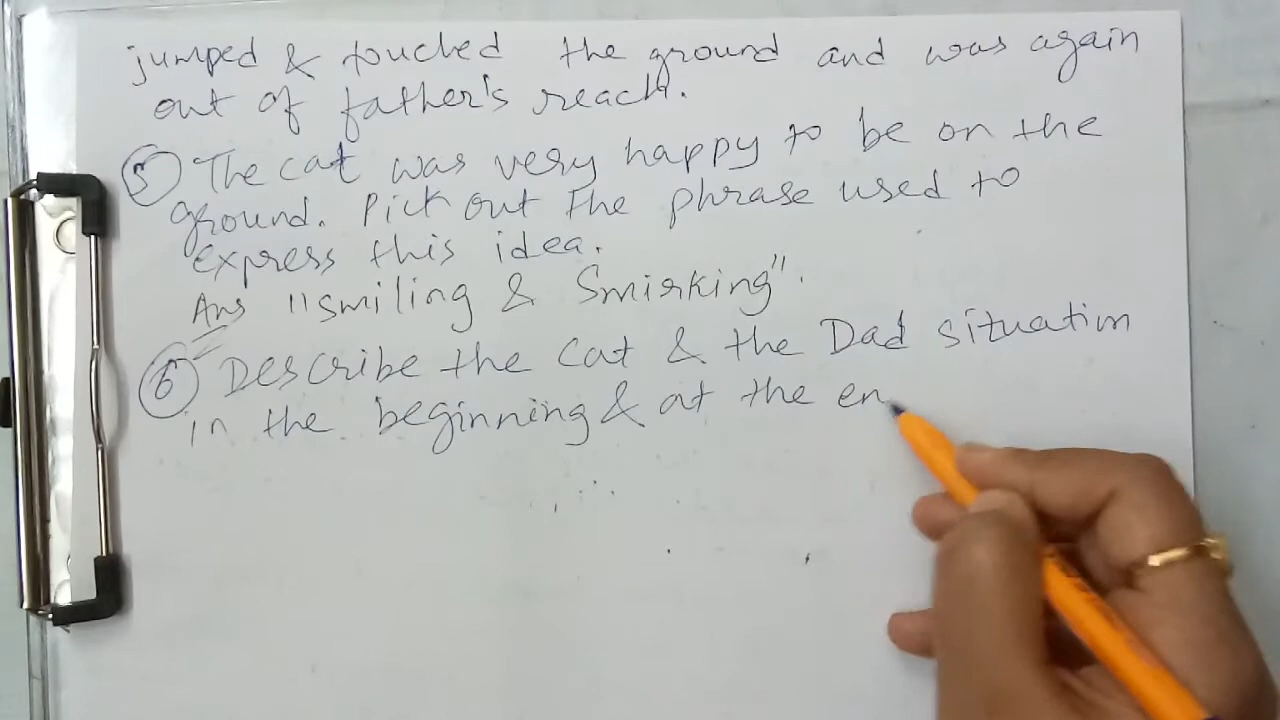 jumped & touched the ground and was again
out of father's reach.
5 The cat was very happy to be on the
ground. Pick out the phrase used to
express this idea.
Ans "Smiling & Smirking".
6 Describe the Cat & the Dad situation
in the beginning & at the en